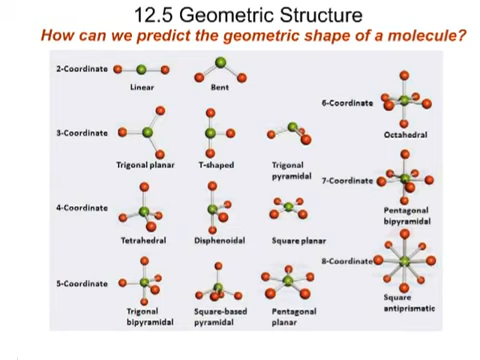 12.5 Geometric Structure
How can we predict the geometric shape of a molecule?
2-Coordinate
Linear
Bent
3-Coordinate
Trigonal planar
T-shaped
Trigonal
pyramidal
4-Coordinate
Tetrahedral
Disphenoidal
Square planar
5-Coordinate
Trigonal
bipyramidal
Square-based
pyramidal
Pentagonal
planar
6-Coordinate
Octahedral
7-Coordinate
Pentagonal
bipyramidal
8-Coordinate
Square
antiprismatic